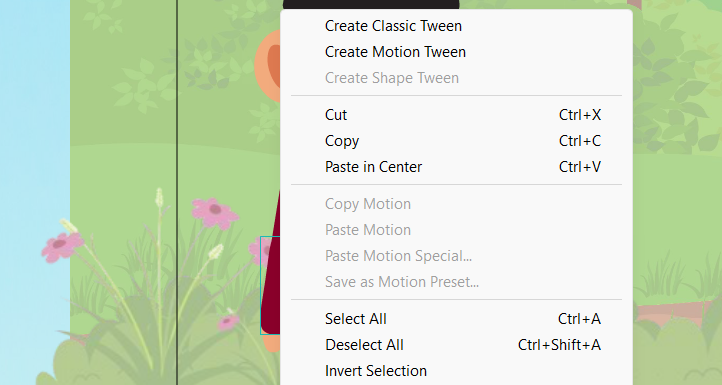 Create Classic Tween
Create Motion Tween
Create Shape Tween
Cut Ctrl+X
Copy Ctrl+C
Paste in Center Ctrl+V
Copy Motion
Paste Motion
Paste Motion Special...
Save as Motion Preset...
Select All Ctrl+A
Deselect All Ctrl+Shift+A
Invert Selection